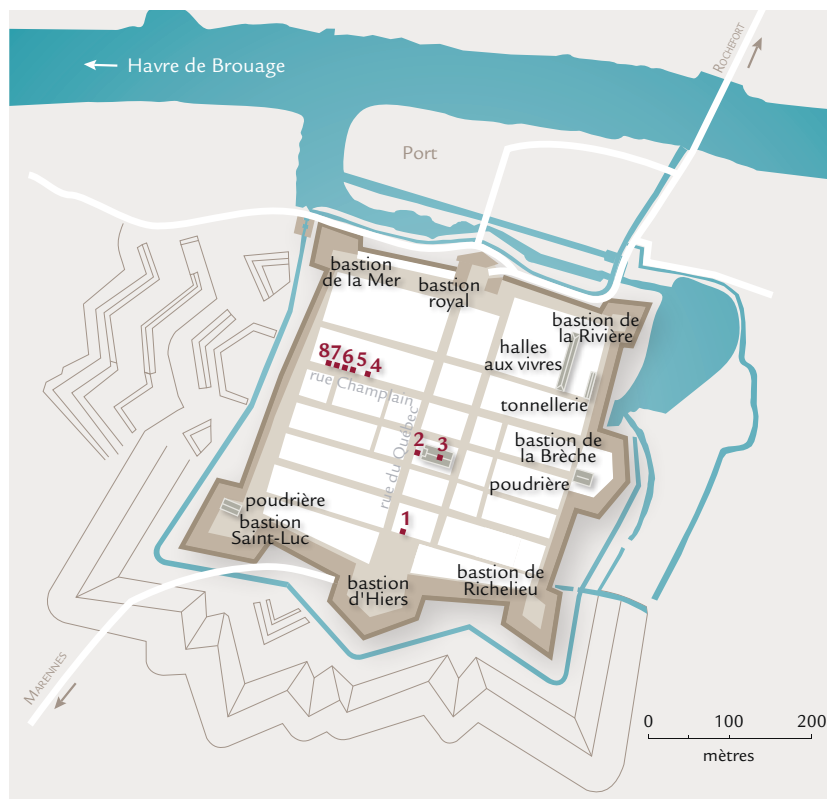 Rochefort
Havre de Brouage
Port
bastion
de la Mer
bastion
royal
bastion de
la Rivière
halles
aux vivres
8 7 6 5 4
rue Champlain
tonnellerie
rue du Québec
2 3
bastion de
la Brèche
poudrière
poudrière
bastion
Saint-Luc
1
bastion
d'Hiers
bastion de
Richelieu
Marennes
0 100 200
mètres